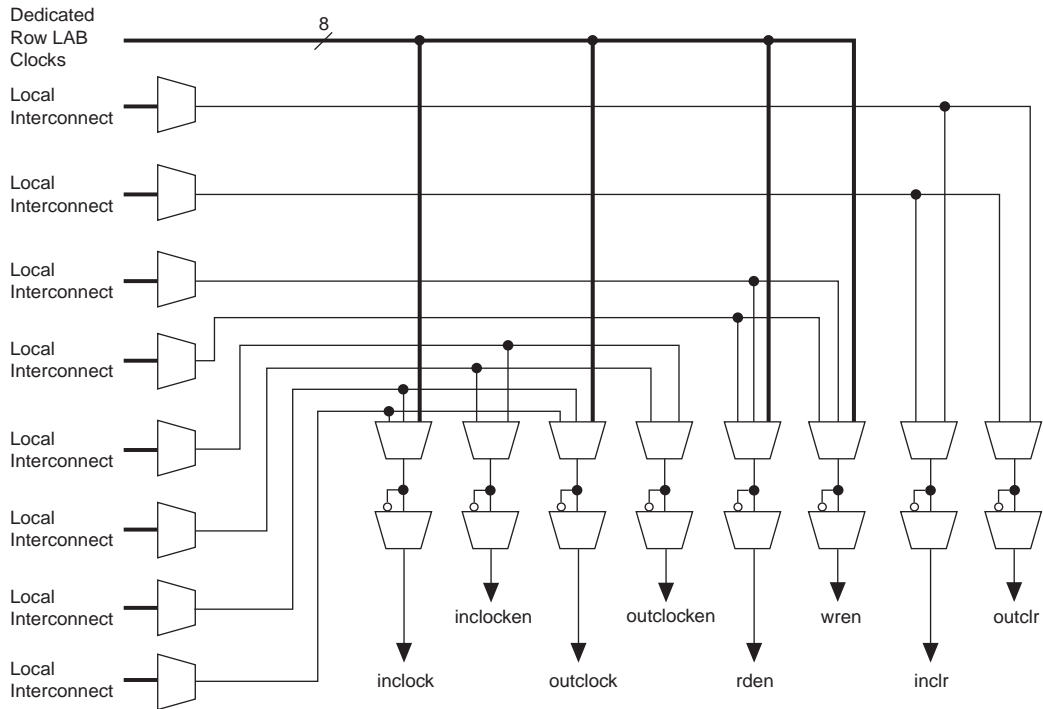 Dedicated
Row LAB
Clocks
8
Local
Interconnect
Local
Interconnect
Local
Interconnect
Local
Interconnect
Local
Interconnect
Local
Interconnect
Local
Interconnect
Local
Interconnect
inclocken
outclocken
wren
outclr
inclock
outclock
rden
inclr